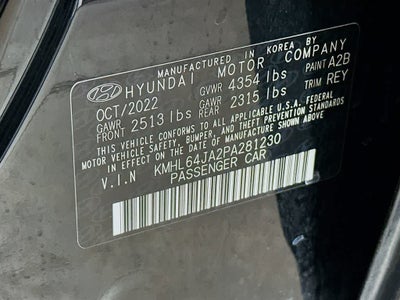 MANUFACTURED IN KOREA BY
HYUNDAI MOTOR COMPANY
OCT/2022 GVWR 4354 lbs PAINT A2B
GAWR FRONT 2513 lbs GAWR REAR 2315 lbs TRIM REY
THIS VEHICLE CONFORMS TO ALL APPLICABLE U.S.A. FEDERAL
MOTOR VEHICLE SAFETY, BUMPER, AND THEFT PREVENTION STANDARDS
IN EFFECT ON THE DATE OF MANUFACTURE SHOWN ABOVE.
V.I.N KMHL64JA2PA281230
PASSENGER CAR